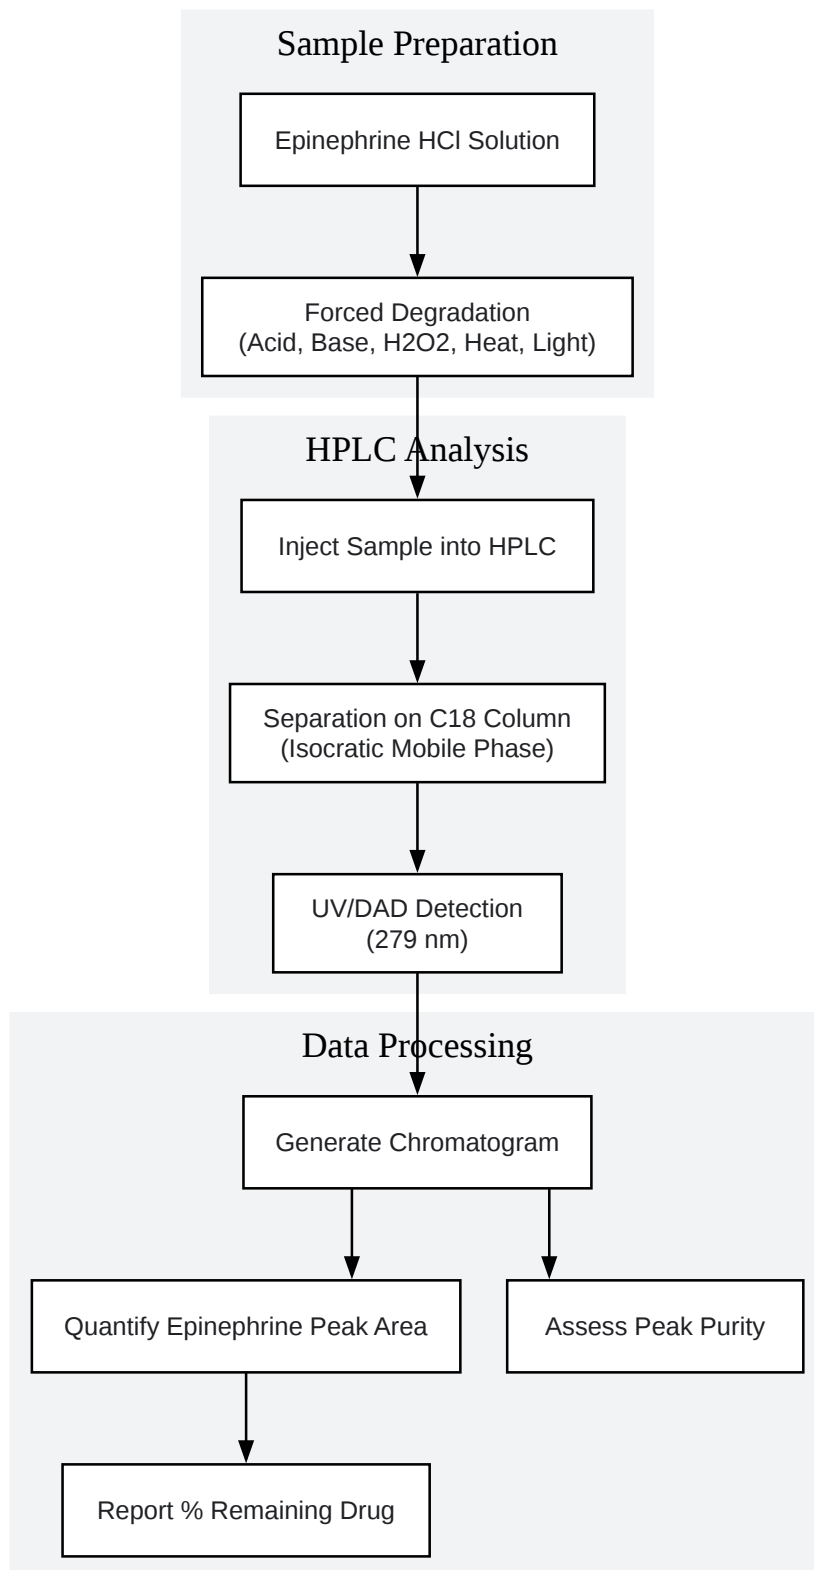 Sample Preparation
Epinephrine HCl Solution
Forced Degradation
(Acid, Base, H2O2, Heat, Light)
HPLC Analysis
Inject Sample into HPLC
Separation on C18 Column
(Isocratic Mobile Phase)
UV/DAD Detection
(279 nm)
Data Processing
Generate Chromatogram
Quantify Epinephrine Peak Area
Assess Peak Purity
Report % Remaining Drug